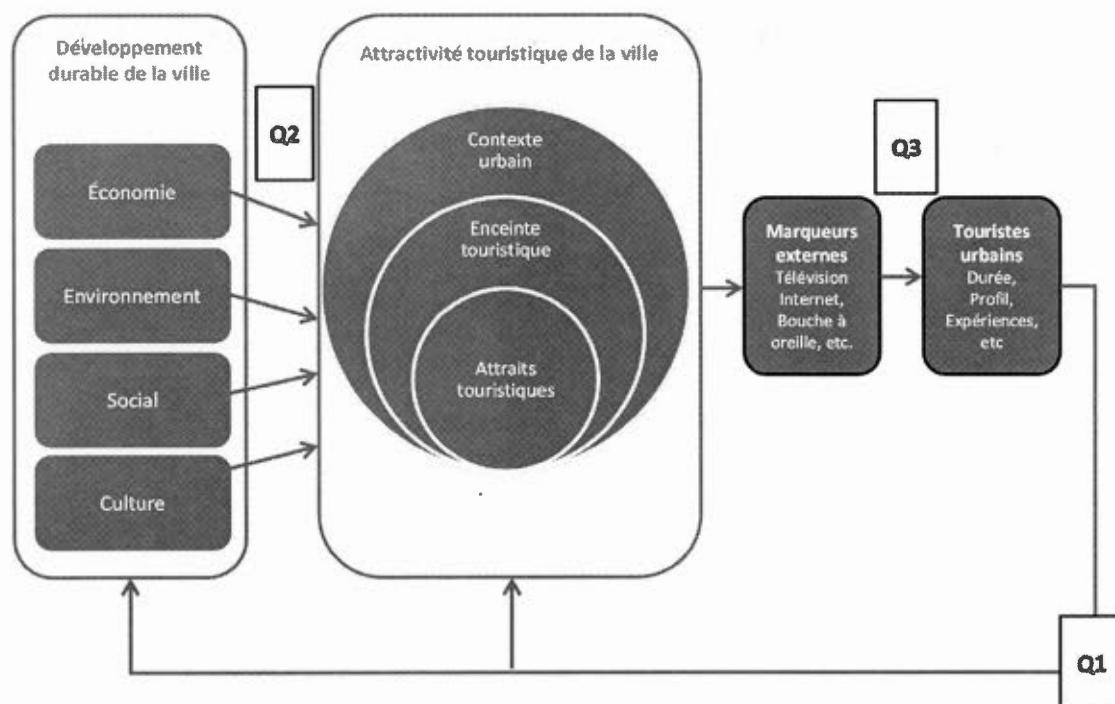 Développement
durable de la ville
Économie
Environnement
Social
Culture
Q2
Attractivité touristique de la ville
Contexte
urbain
Enceinte
touristique
Attraits
touristiques
Marqueurs
externes
Télévision
Internet,
Bouche à
oreille, etc.
Q3
Touristes
urbains
Durée,
Profil,
Expériences,
etc
Q1